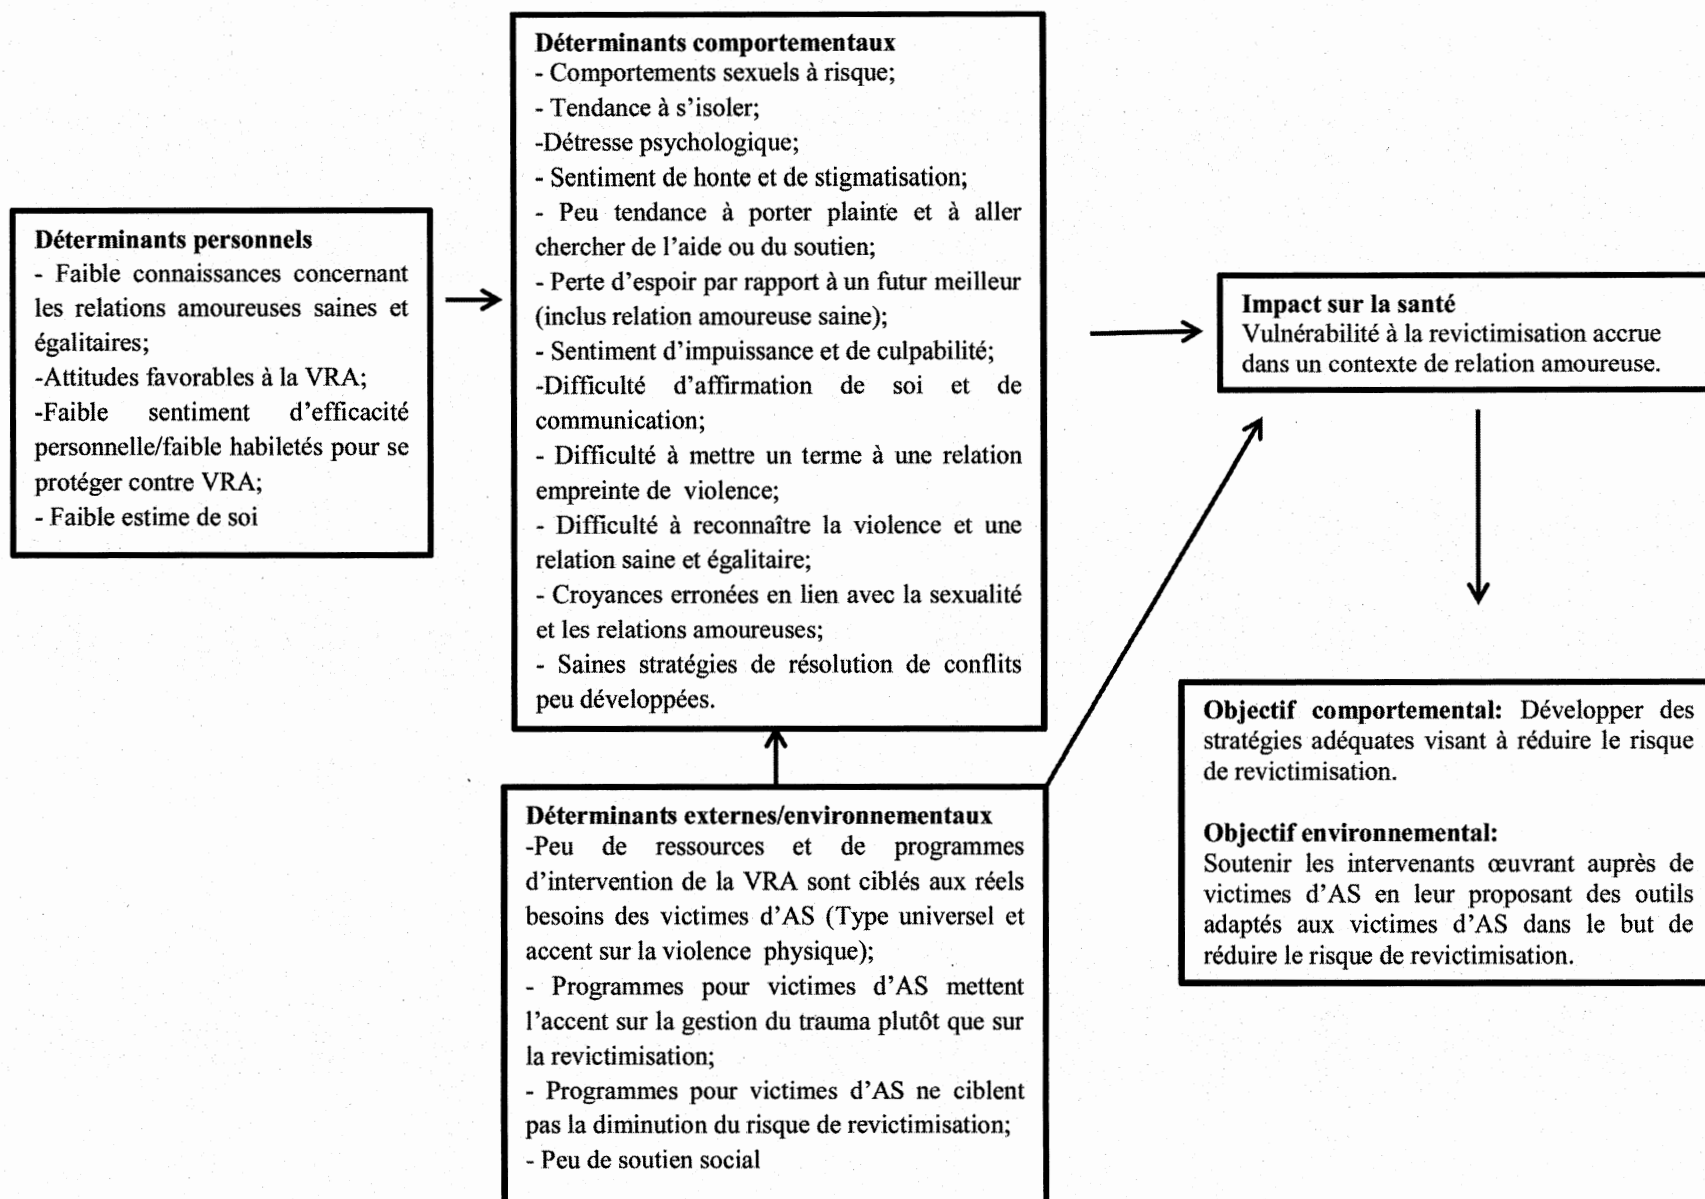 Déterminants personnels
- Faible connaissances concernant
les relations amoureuses saines et
égalitaires;
-Attitudes favorables à la VRA;
-Faible sentiment d'efficacité
personnelle/faible habiletés pour se
protéger contre VRA;
- Faible estime de soi
Déterminants comportementaux
- Comportements sexuels à risque;
- Tendance à s'isoler;
-Détresse psychologique;
- Sentiment de honte et de stigmatisation;
- Peu tendance à porter plainte et à aller
chercher de l'aide ou du soutien;
- Perte d'espoir par rapport à un futur meilleur
(inclus relation amoureuse saine);
- Sentiment d'impuissance et de culpabilité;
-Difficulté d'affirmation de soi et de
communication;
- Difficulté à mettre un terme à une relation
empreinte de violence;
- Difficulté à reconnaître la violence et une
relation saine et égalitaire;
- Croyances erronées en lien avec la sexualité
et les relations amoureuses;
- Saines stratégies de résolution de conflits
peu développées.
Déterminants externes/environnementaux
-Peu de ressources et de programmes
d'intervention de la VRA sont ciblés aux réels
besoins des victimes d'AS (Type universel et
accent sur la violence physique);
- Programmes pour victimes d'AS mettent
l'accent sur la gestion du trauma plutôt que sur
la revictimisation;
- Programmes pour victimes d'AS ne ciblent
pas la diminution du risque de revictimisation;
- Peu de soutien social
Impact sur la santé
Vulnérabilité à la revictimisation accrue
dans un contexte de relation amoureuse.
Objectif comportemental: Développer des
stratégies adéquates visant à réduire le risque
de revictimisation.
Objectif environnemental:
Soutenir les intervenants œuvrant auprès de
victimes d'AS en leur proposant des outils
adaptés aux victimes d'AS dans le but de
réduire le risque de revictimisation.